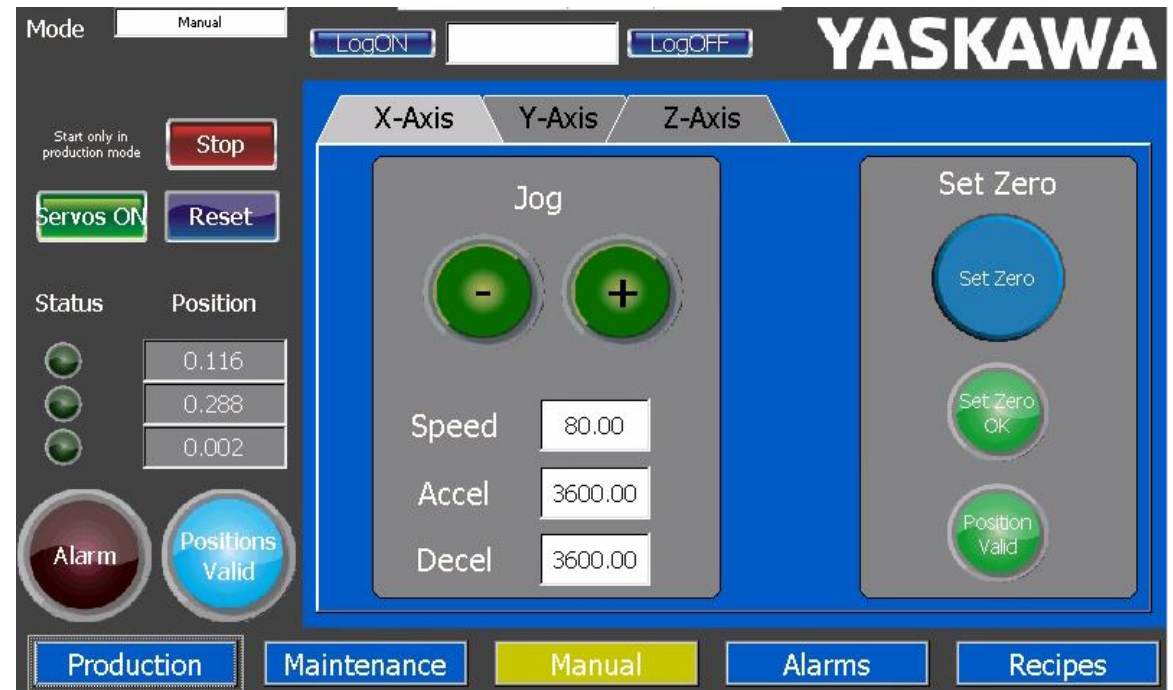 Mode
Manual
LogON
LogOFF
YASKAWA
X-Axis
Y-Axis
Z-Axis
Start only in
production mode
Stop
Servos ON
Reset
Jog
-
+
Set Zero
Set Zero
Status
Position
0.116
0.288
0.002
Speed
80.00
Accel
3600.00
Decel
3600.00
Set Zero
OK
Position
Valid
Alarm
Positions
Valid
Production
Maintenance
Manual
Alarms
Recipes